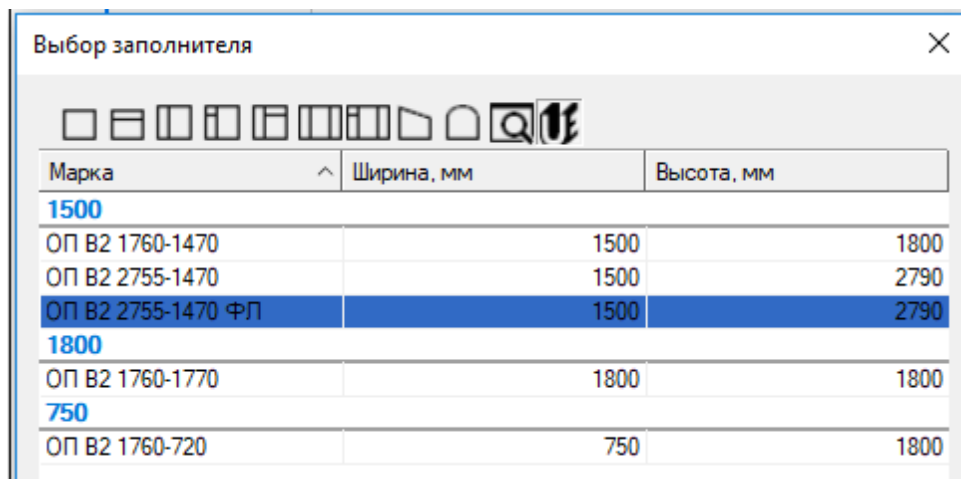 Выбор заполнителя
Марка Ширина, мм Высота, мм
1500
ОП В2 1760-1470 1500 1800
ОП В2 2755-1470 1500 2790
ОП В2 2755-1470 ФЛ 1500 2790
1800
ОП В2 1760-1770 1800 1800
750
ОП В2 1760-720 750 1800